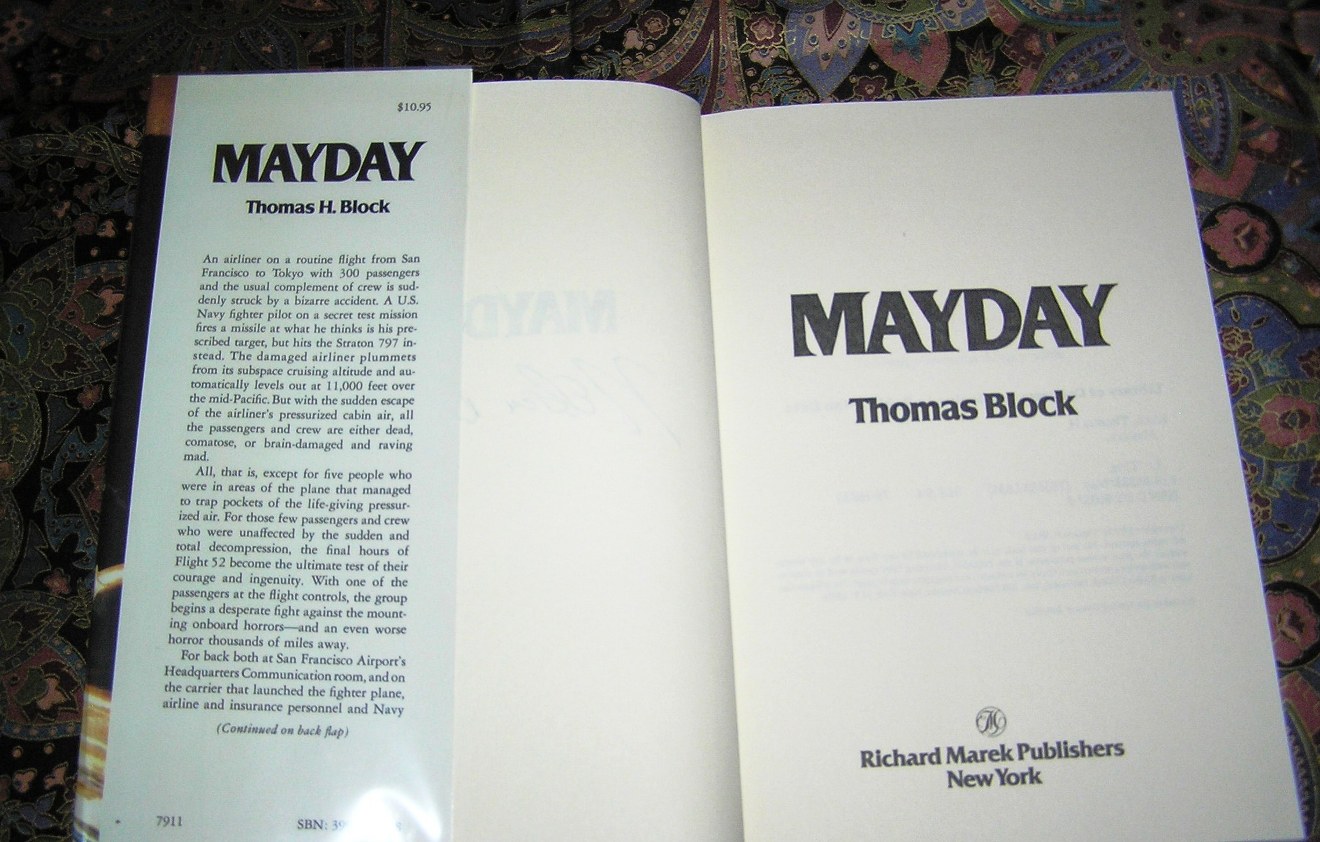 $10.95
MAYDAY
Thomas H. Block
An airliner on a routine flight from San
Francisco to Tokyo with 300 passengers
and the usual complement of crew is sud-
denly struck by a bizarre accident. A U.S.
Navy fighter pilot on a secret test mission
fires a missile at what he thinks is his pre-
scribed target, but hits the Straton 797 in-
stead. The damaged airliner plummets
from its subspace cruising altitude and au-
tomatically levels out at 11,000 feet over
the mid-Pacific. But with the sudden escape
of the airliner's pressurized cabin air, all
the passengers and crew are either dead,
comatose, or brain-damaged and raving
mad.
All, that is, except for five people who
were in areas of the plane that managed
to trap pockets of the life-giving pressur-
ized air. For those few passengers and crew
who were unaffected by the sudden and
total decompression, the final hours of
Flight 52 become the ultimate test of their
courage and ingenuity. With one of the
passengers at the flight controls, the group
begins a desperate fight against the mount-
ing onboard horrors—and an even worse
horror thousands of miles away.
For back both at San Francisco Airport's
Headquarters Communication room, and on
the carrier that launched the fighter plane,
airline and insurance personnel and Navy
(Continued on back flap)
7911
SBN:
MAYDAY
Thomas Block
Richard Marek Publishers
New York